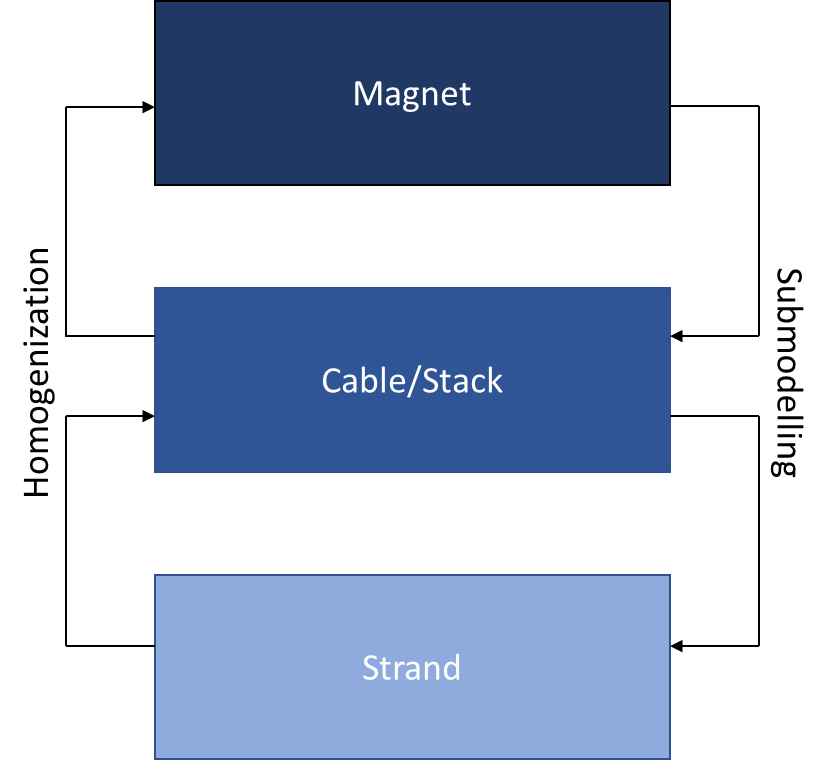 Magnet
Homogenization
Submodelling
Cable/Stack
Strand